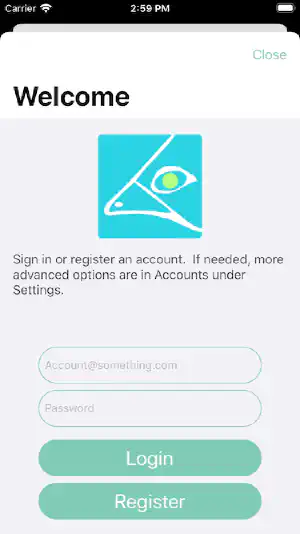 Carrier 2:59 PM
Close
Welcome
Sign in or register an account.  If needed, more
advanced options are in Accounts under
Settings.
Account@something.com
Password
Login
Register